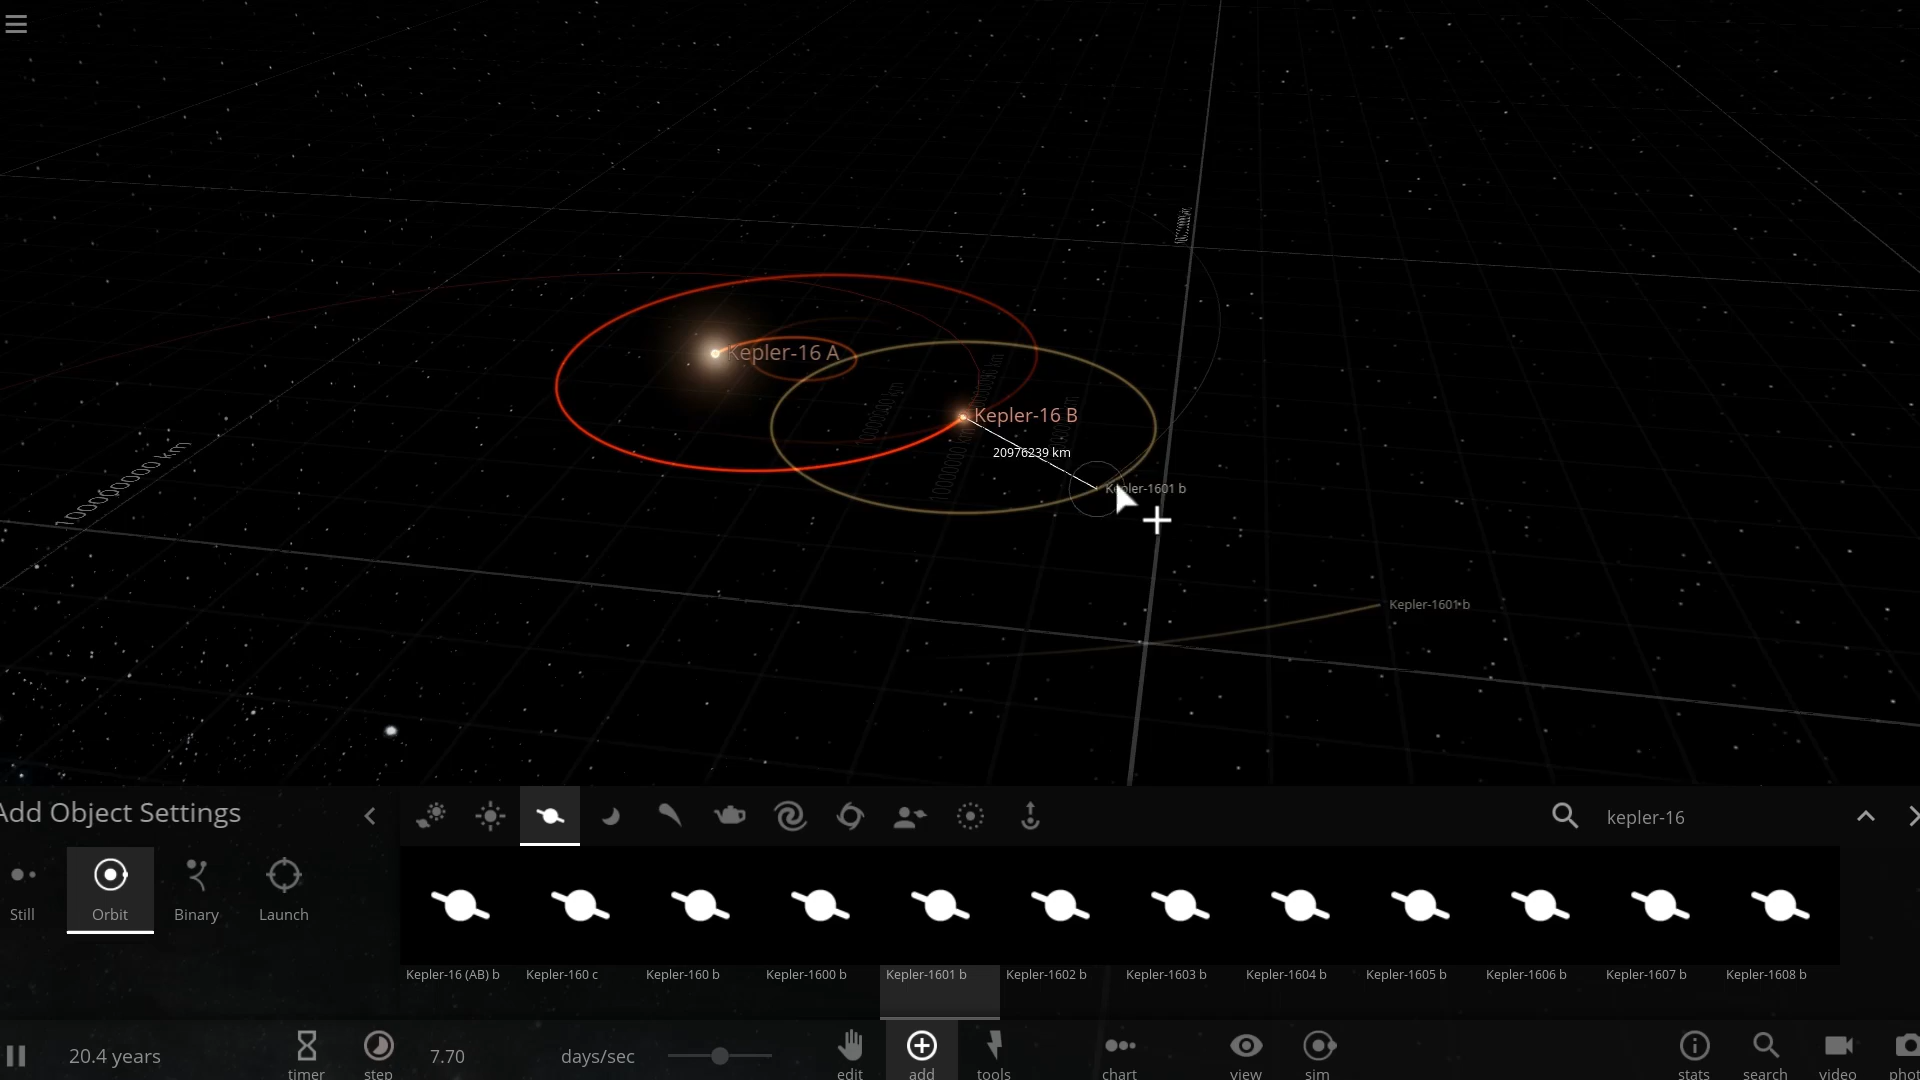 Kepler-16 A
Kepler-16 B
20976239 km
Kepler-1601 b
Kepler-1601 b
Add Object Settings
kepler-16
Still
Orbit
Binary
Launch
Kepler-16 (AB) b
Kepler-160 c
Kepler-160 b
Kepler-1600 b
Kepler-1601 b
Kepler-1602 b
Kepler-1603 b
Kepler-1604 b
Kepler-1605 b
Kepler-1606 b
Kepler-1607 b
Kepler-1608 b
20.4 years
timer
step
7.70
days/sec
edit
add
tools
chart
view
sim
stats
search
video
phot